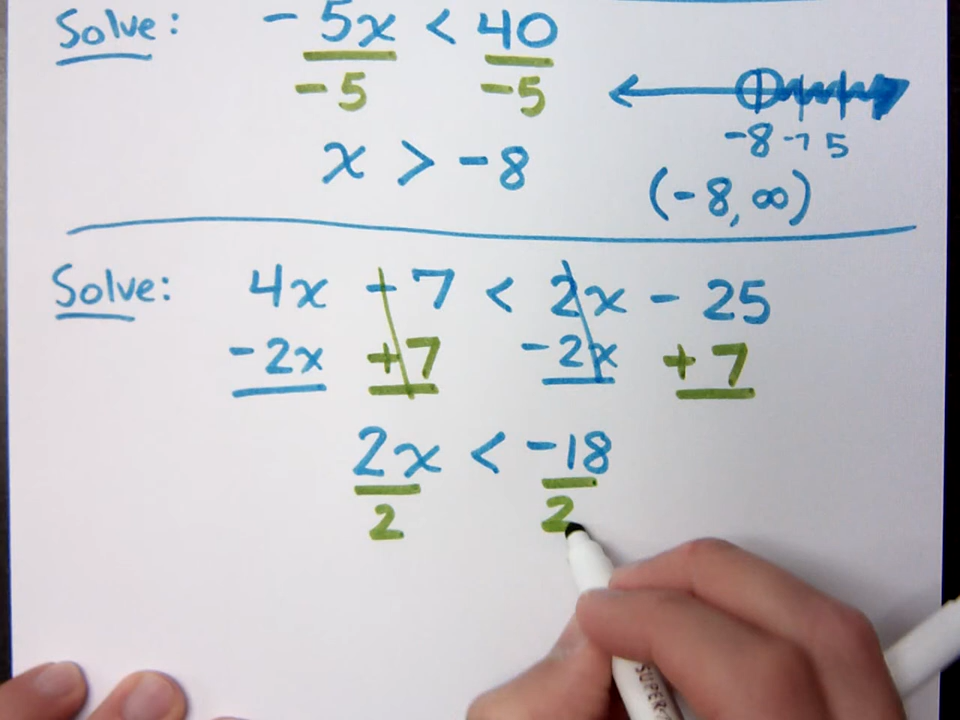 Solve: -5x < 40
-5 -5
x > -8
-8 -7 5
(-8, ∞)
Solve: 4x - 7 < 2x - 25
-2x +7 -2x +7
2x < -18
2 2
SUPER